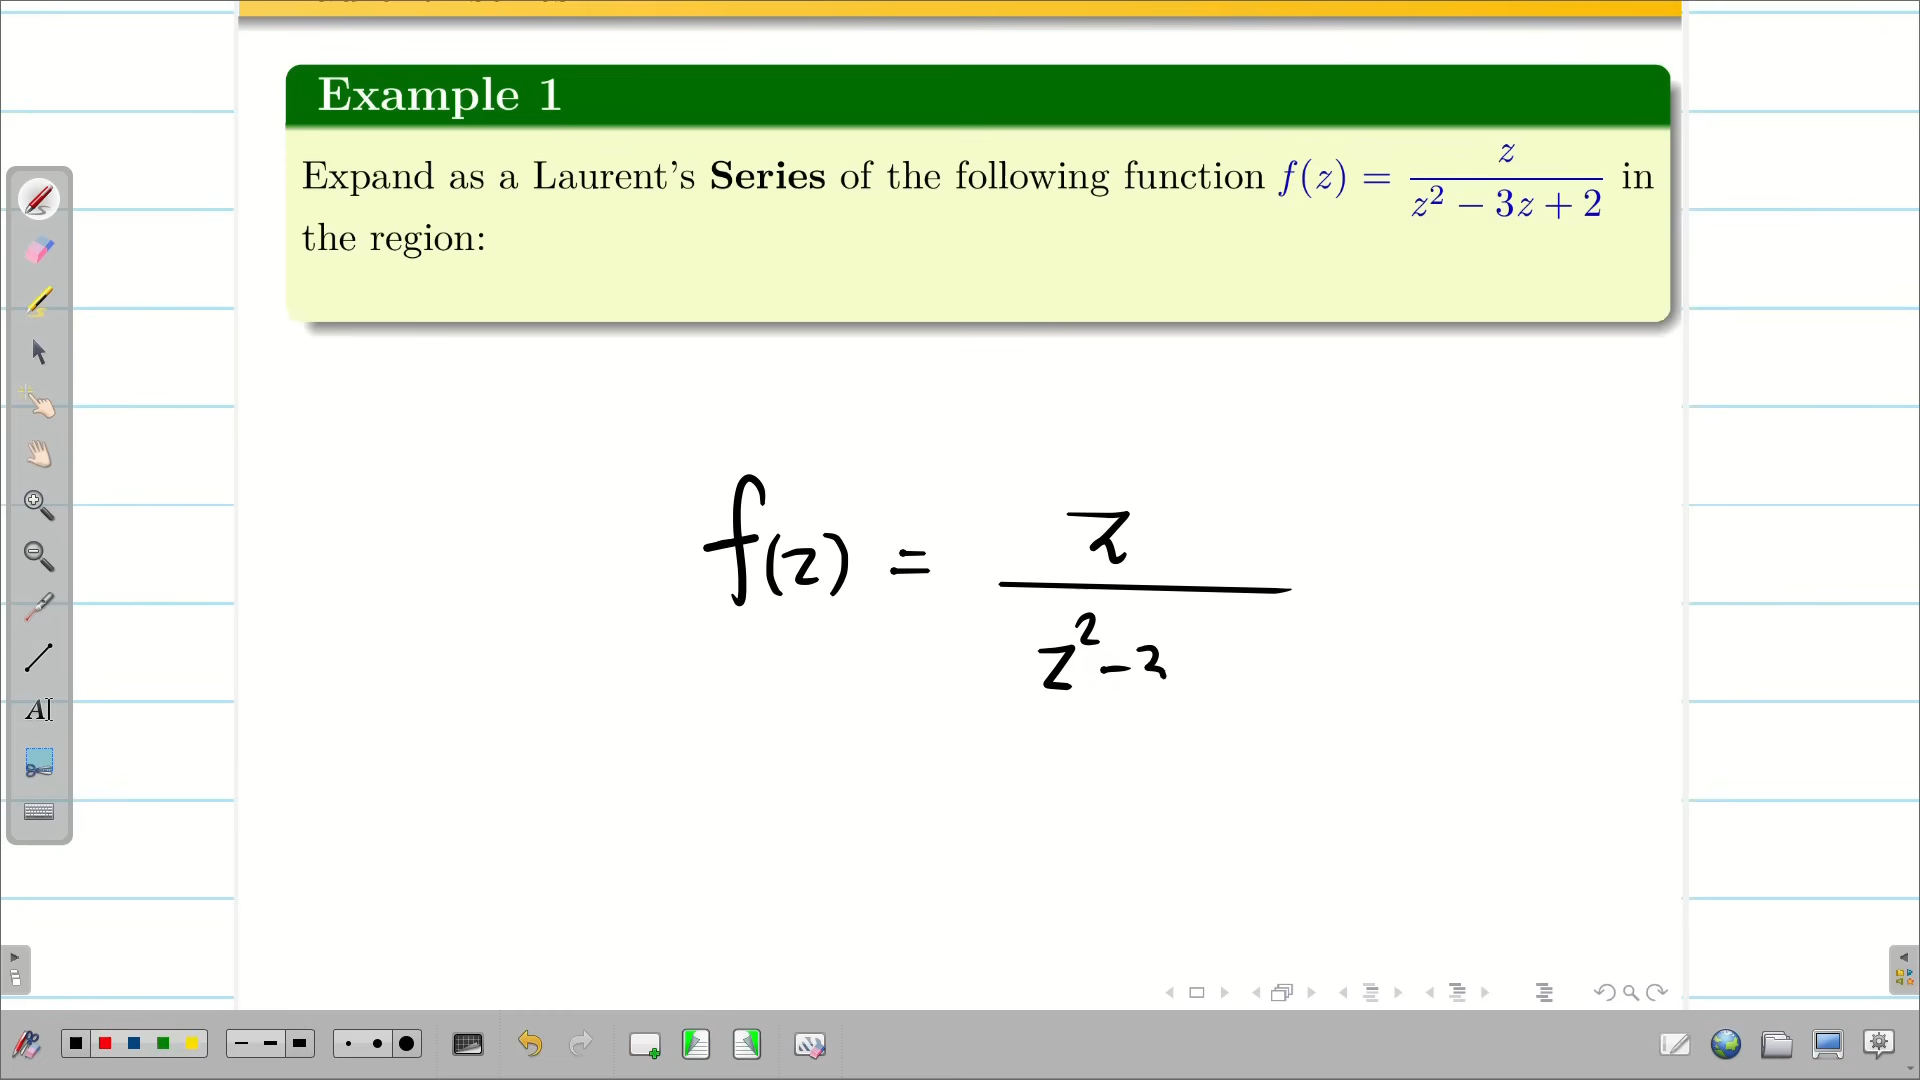 Example 1
Expand as a Laurent's Series of the following function f(z) = z / (z² − 3z + 2) in
the region:
f(z) = z / (z² − 3